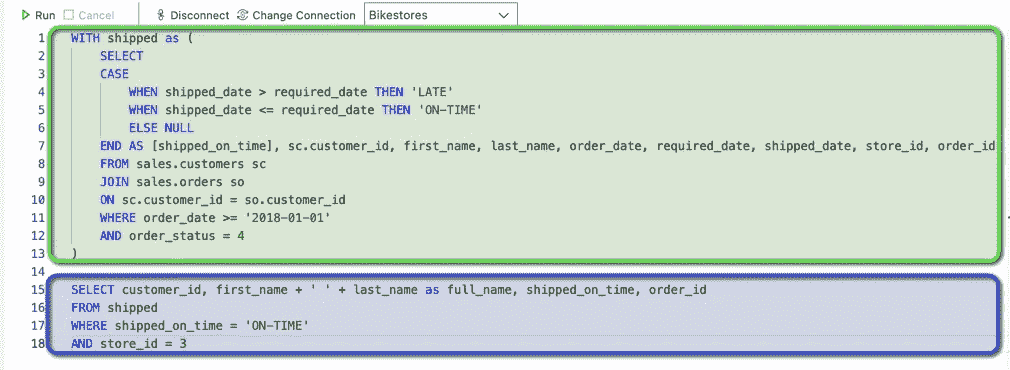 Run Cancel Disconnect Change Connection Bikestores
1 WITH shipped as (
2 SELECT
3 CASE
4 WHEN shipped_date > required_date THEN 'LATE'
5 WHEN shipped_date <= required_date THEN 'ON-TIME'
6 ELSE NULL
7 END AS [shipped_on_time], sc.customer_id, first_name, last_name, order_date, required_date, shipped_date, store_id, order_id
8 FROM sales.customers sc
9 JOIN sales.orders so
10 ON sc.customer_id = so.customer_id
11 WHERE order_date >= '2018-01-01'
12 AND order_status = 4
13 )
14
15 SELECT customer_id, first_name + ' ' + last_name as full_name, shipped_on_time, order_id
16 FROM shipped
17 WHERE shipped_on_time = 'ON-TIME'
18 AND store_id = 3